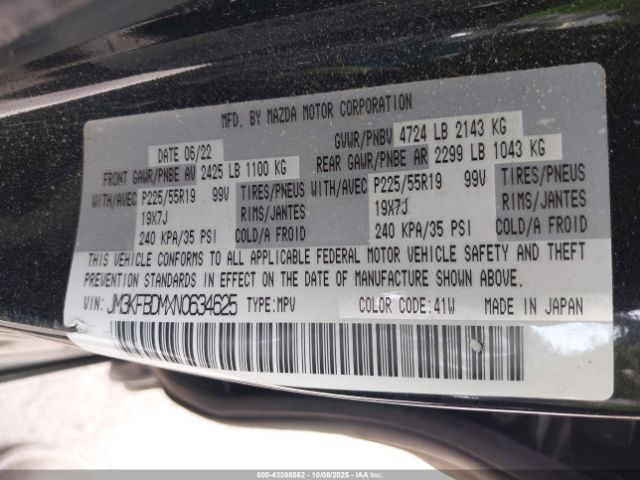 MFD. BY MAZDA MOTOR CORPORATION
DATE 06/22 GVWR/PNBV 4724 LB 2143 KG
FRONT GAWR/PNBE AV 2425 LB 1100 KG REAR GAWR/PNBE AR 2299 LB 1043 KG
WITH/AVEC P225/55R19 99V TIRES/PNEUS WITH/AVEC P225/55R19 99V TIRES/PNEUS
19X7J RIMS/JANTES 19X7J RIMS/JANTES
240 KPA/35 PSI COLD/A FROID 240 KPA/35 PSI COLD/A FROID
THIS VEHICLE CONFORMS TO ALL APPLICABLE FEDERAL MOTOR VEHICLE SAFETY AND THEFT
PREVENTION STANDARDS IN EFFECT ON THE DATE OF MANUFACTURE SHOWN ABOVE.
VIN: JM3KFBDMXN0634625 TYPE:MPV COLOR CODE:41W MADE IN JAPAN
000-43398562 | 10/08/2025 | IAAI, Inc.